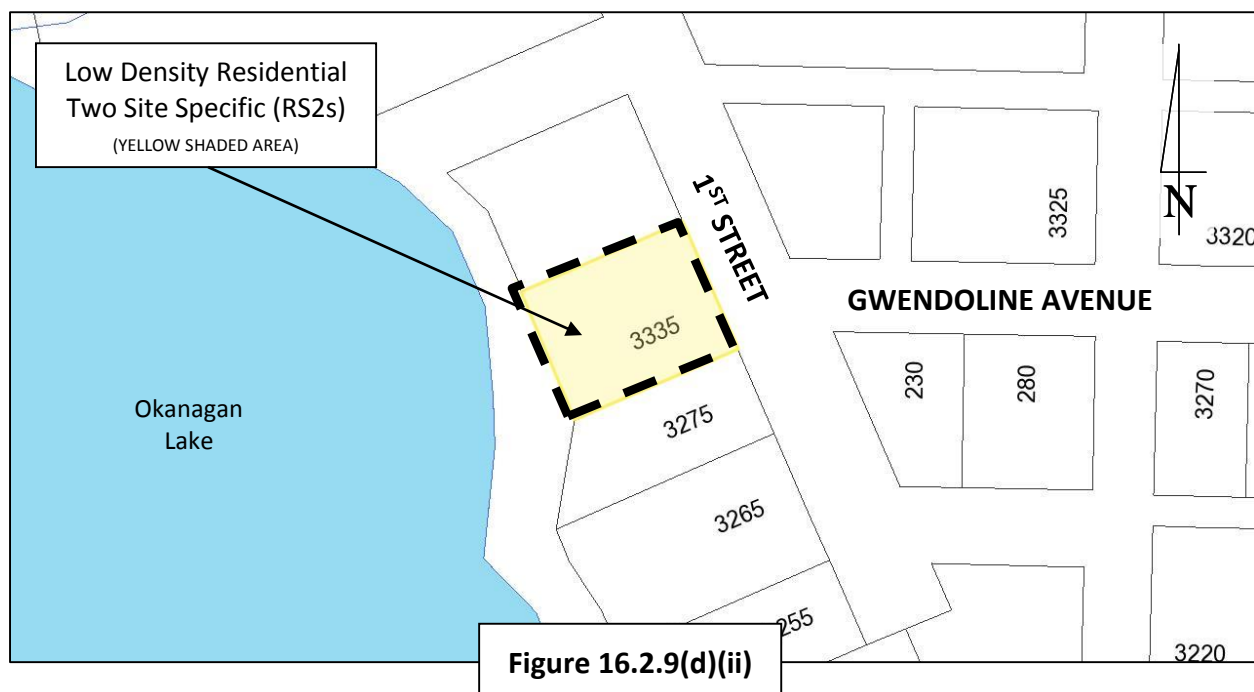 Low Density Residential
Two Site Specific (RS2s)
(YELLOW SHADED AREA)
1ST STREET
3325
N
3320
GWENDOLINE AVENUE
3335
230
280
3270
Okanagan
Lake
3275
3265
255
3220
Figure 16.2.9(d)(ii)